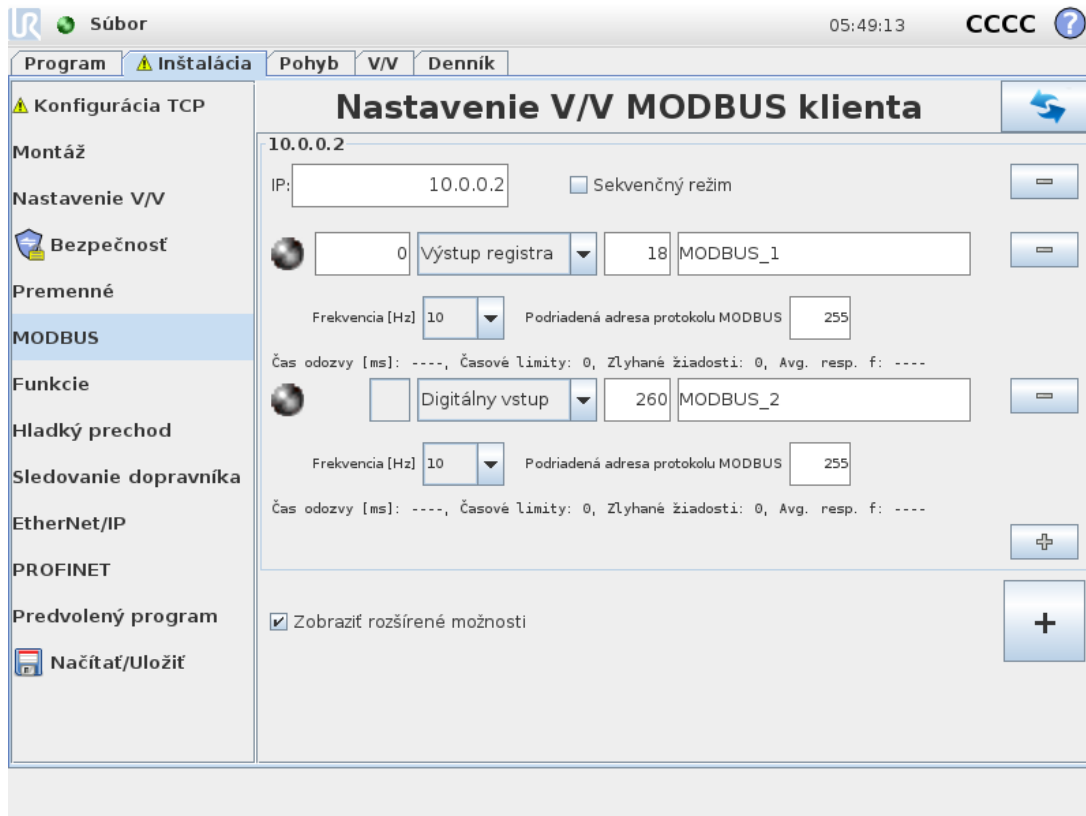 UR Súbor 05:49:13 CCCC ?
Program Inštalácia Pohyb V/V Denník
Konfigurácia TCP
Montáž
Nastavenie V/V
Bezpečnosť
Premenné
MODBUS
Funkcie
Hladký prechod
Sledovanie dopravníka
EtherNet/IP
PROFINET
Predvolený program
Načítať/Uložiť
Nastavenie V/V MODBUS klienta
10.0.0.2
IP: 10.0.0.2 Sekvenčný režim
0 Výstup registra 18 MODBUS_1
Frekvencia [Hz] 10 Podriadená adresa protokolu MODBUS 255
Čas odozvy [ms]: ----, Časové limity: 0, Zlyhané žiadosti: 0, Avg. resp. f: ----
Digitálny vstup 260 MODBUS_2
Frekvencia [Hz] 10 Podriadená adresa protokolu MODBUS 255
Čas odozvy [ms]: ----, Časové limity: 0, Zlyhané žiadosti: 0, Avg. resp. f: ----
Zobraziť rozšírené možnosti